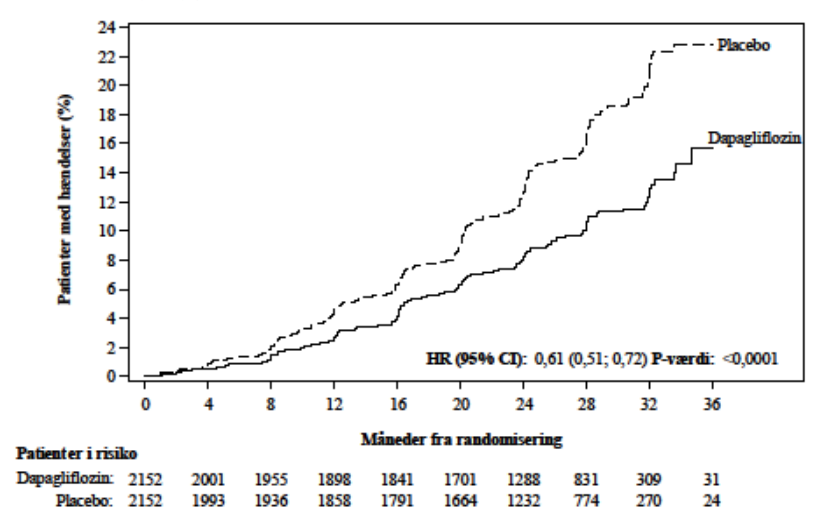 24
22
20
18
16
14
12
10
8
6
4
2
0
Patienter med hændelser (%)
Placebo
Dapagliflozin
HR (95% CI): 0,61 (0,51; 0,72) P-værdi: <0,0001
0 4 8 12 16 20 24 28 32 36
Måneder fra randomisering
Patienter i risiko
Dapagliflozin: 2152 2001 1955 1898 1841 1701 1288 831 309 31
Placebo: 2152 1993 1936 1858 1791 1664 1232 774 270 24